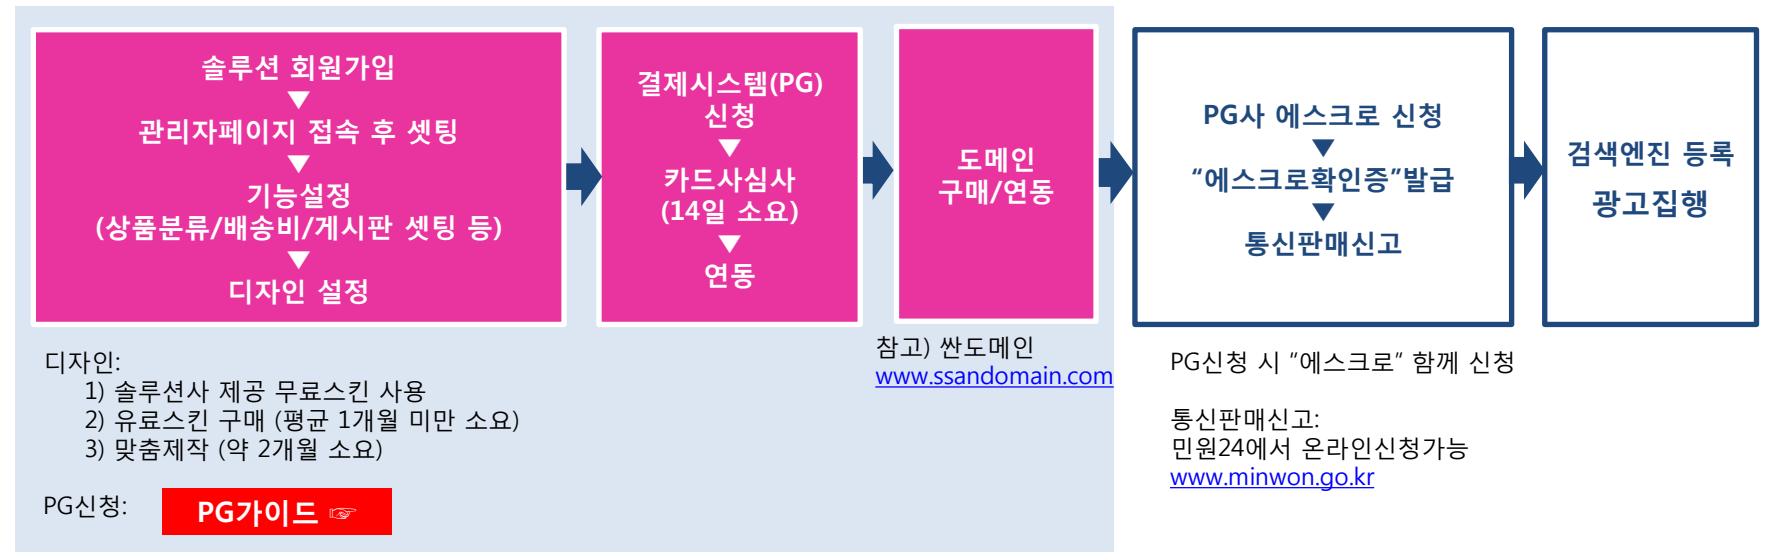 솔루션 회원가입
▼
관리자페이지 접속 후 셋팅
▼
기능설정
(상품분류/배송비/게시판 셋팅 등)
▼
디자인 설정
결제시스템(PG)
신청
▼
카드사심사
(14일 소요)
▼
연동
도메인
구매/연동
PG사 에스크로 신청
▼
“에스크로확인증”발급
▼
통신판매신고
검색엔진 등록
광고집행
디자인:
1) 솔루션사 제공 무료스킨 사용
2) 유료스킨 구매 (평균 1개월 미만 소요)
3) 맞춤제작 (약 2개월 소요)
PG신청:
PG가이드 ☞
참고) 싼도메인
www.ssandomain.com
PG신청 시 “에스크로” 함께 신청
통신판매신고:
민원24에서 온라인신청가능
www.minwon.go.kr